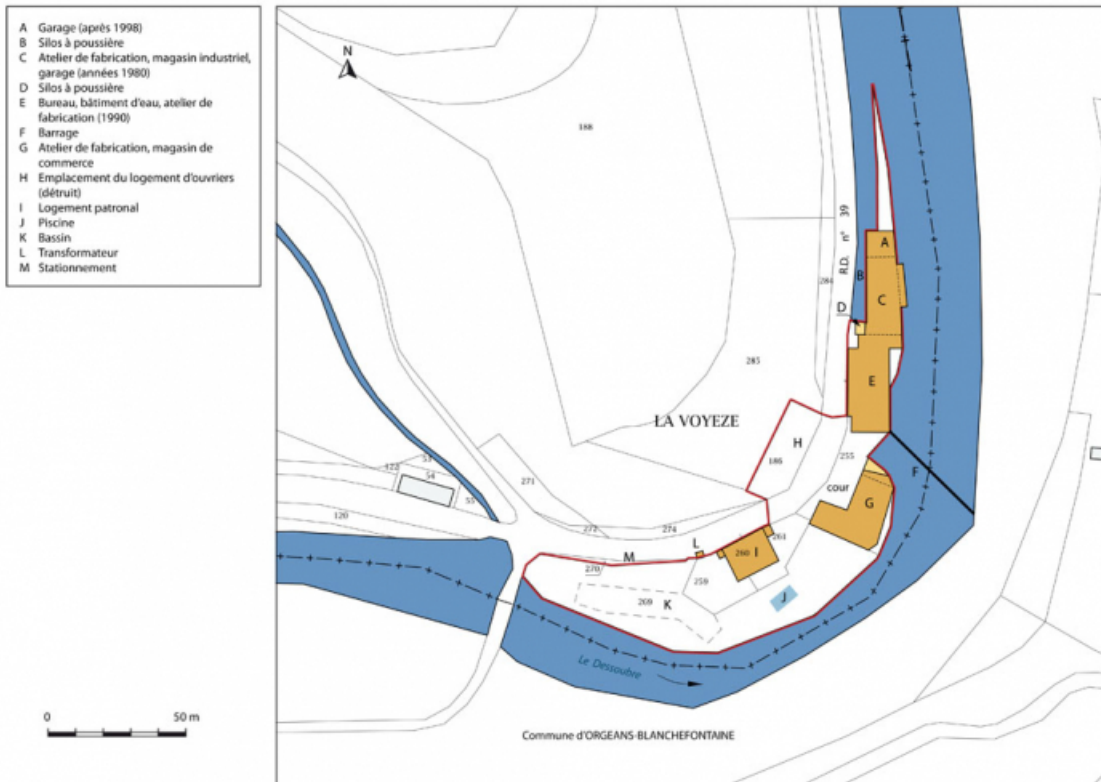 A Garage (après 1998)
B Silos à poussière
C Atelier de fabrication, magasin industriel,
garage (années 1980)
D Silos à poussière
E Bureau, bâtiment d'eau, atelier de
fabrication (1990)
F Barrage
G Atelier de fabrication, magasin de
commerce
H Emplacement du logement d'ouvriers
(détruit)
I Logement patronal
J Piscine
K Bassin
L Transformateur
M Stationnement
N
188
R.D. n° 39
284
A
B
C
D
E
285
LA VOYEZE
H
186
255
cour
F
G
53
122
54
55
271
120
272
274
M
L
261
260
I
270
259
269
K
J
Le Dessoubre
0 50 m
Commune d'ORGEANS-BLANCHEFONTAINE